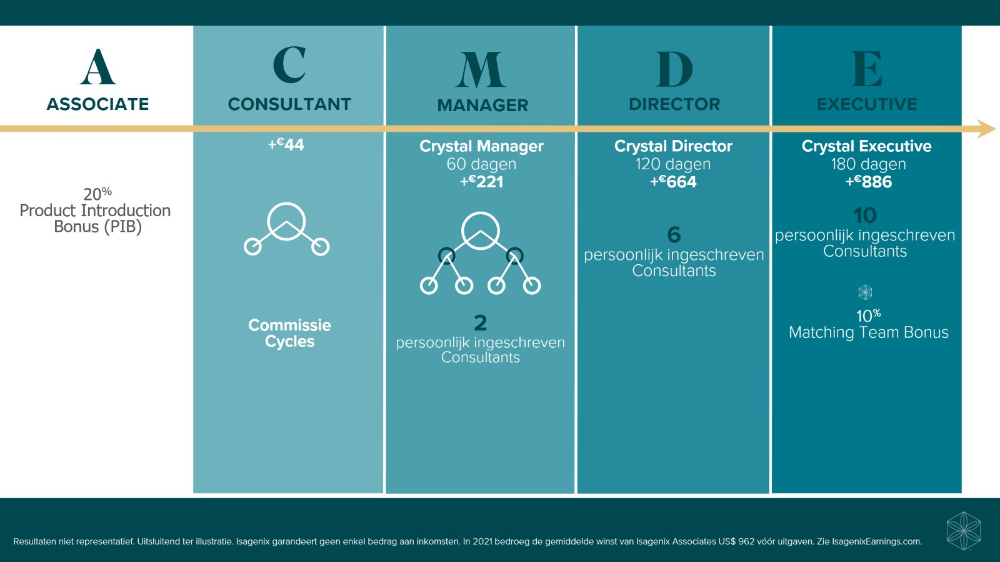 A
ASSOCIATE
20%
Product Introduction
Bonus (PIB)
C
CONSULTANT
+€44
Commissie
Cycles
M
MANAGER
Crystal Manager
60 dagen
+€221
2
persoonlijk ingeschreven
Consultants
D
DIRECTOR
Crystal Director
120 dagen
+€664
6
persoonlijk ingeschreven
Consultants
E
EXECUTIVE
Crystal Executive
180 dagen
+€886
10
persoonlijk ingeschreven
Consultants
10%
Matching Team Bonus
Resultaten niet representatief. Uitsluitend ter illustratie. Isagenix garandeert geen enkel bedrag aan inkomsten. In 2021 bedroeg de gemiddelde winst van Isagenix Associates US$ 962 vóór uitgaven. Zie IsagenixEarnings.com.